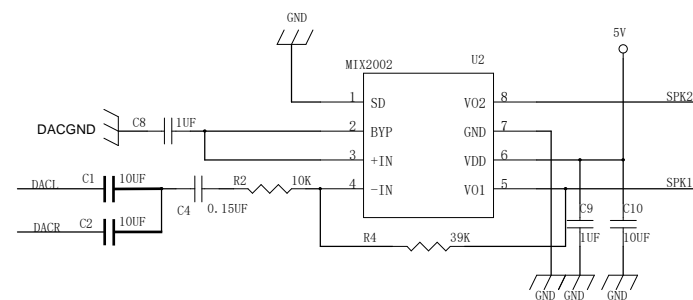 GND
5V
MIX2002
U2
1 SD VO2 8 SPK2
DACGND C8 1UF 2 BYP GND 7
3 +IN VDD 6
DACL C1 10UF R2 10K 4 -IN VO1 5 SPK1
C4 0.15UF
DACR C2 10UF
C9 C10
R4 39K 1UF 10UF
GND GND GND